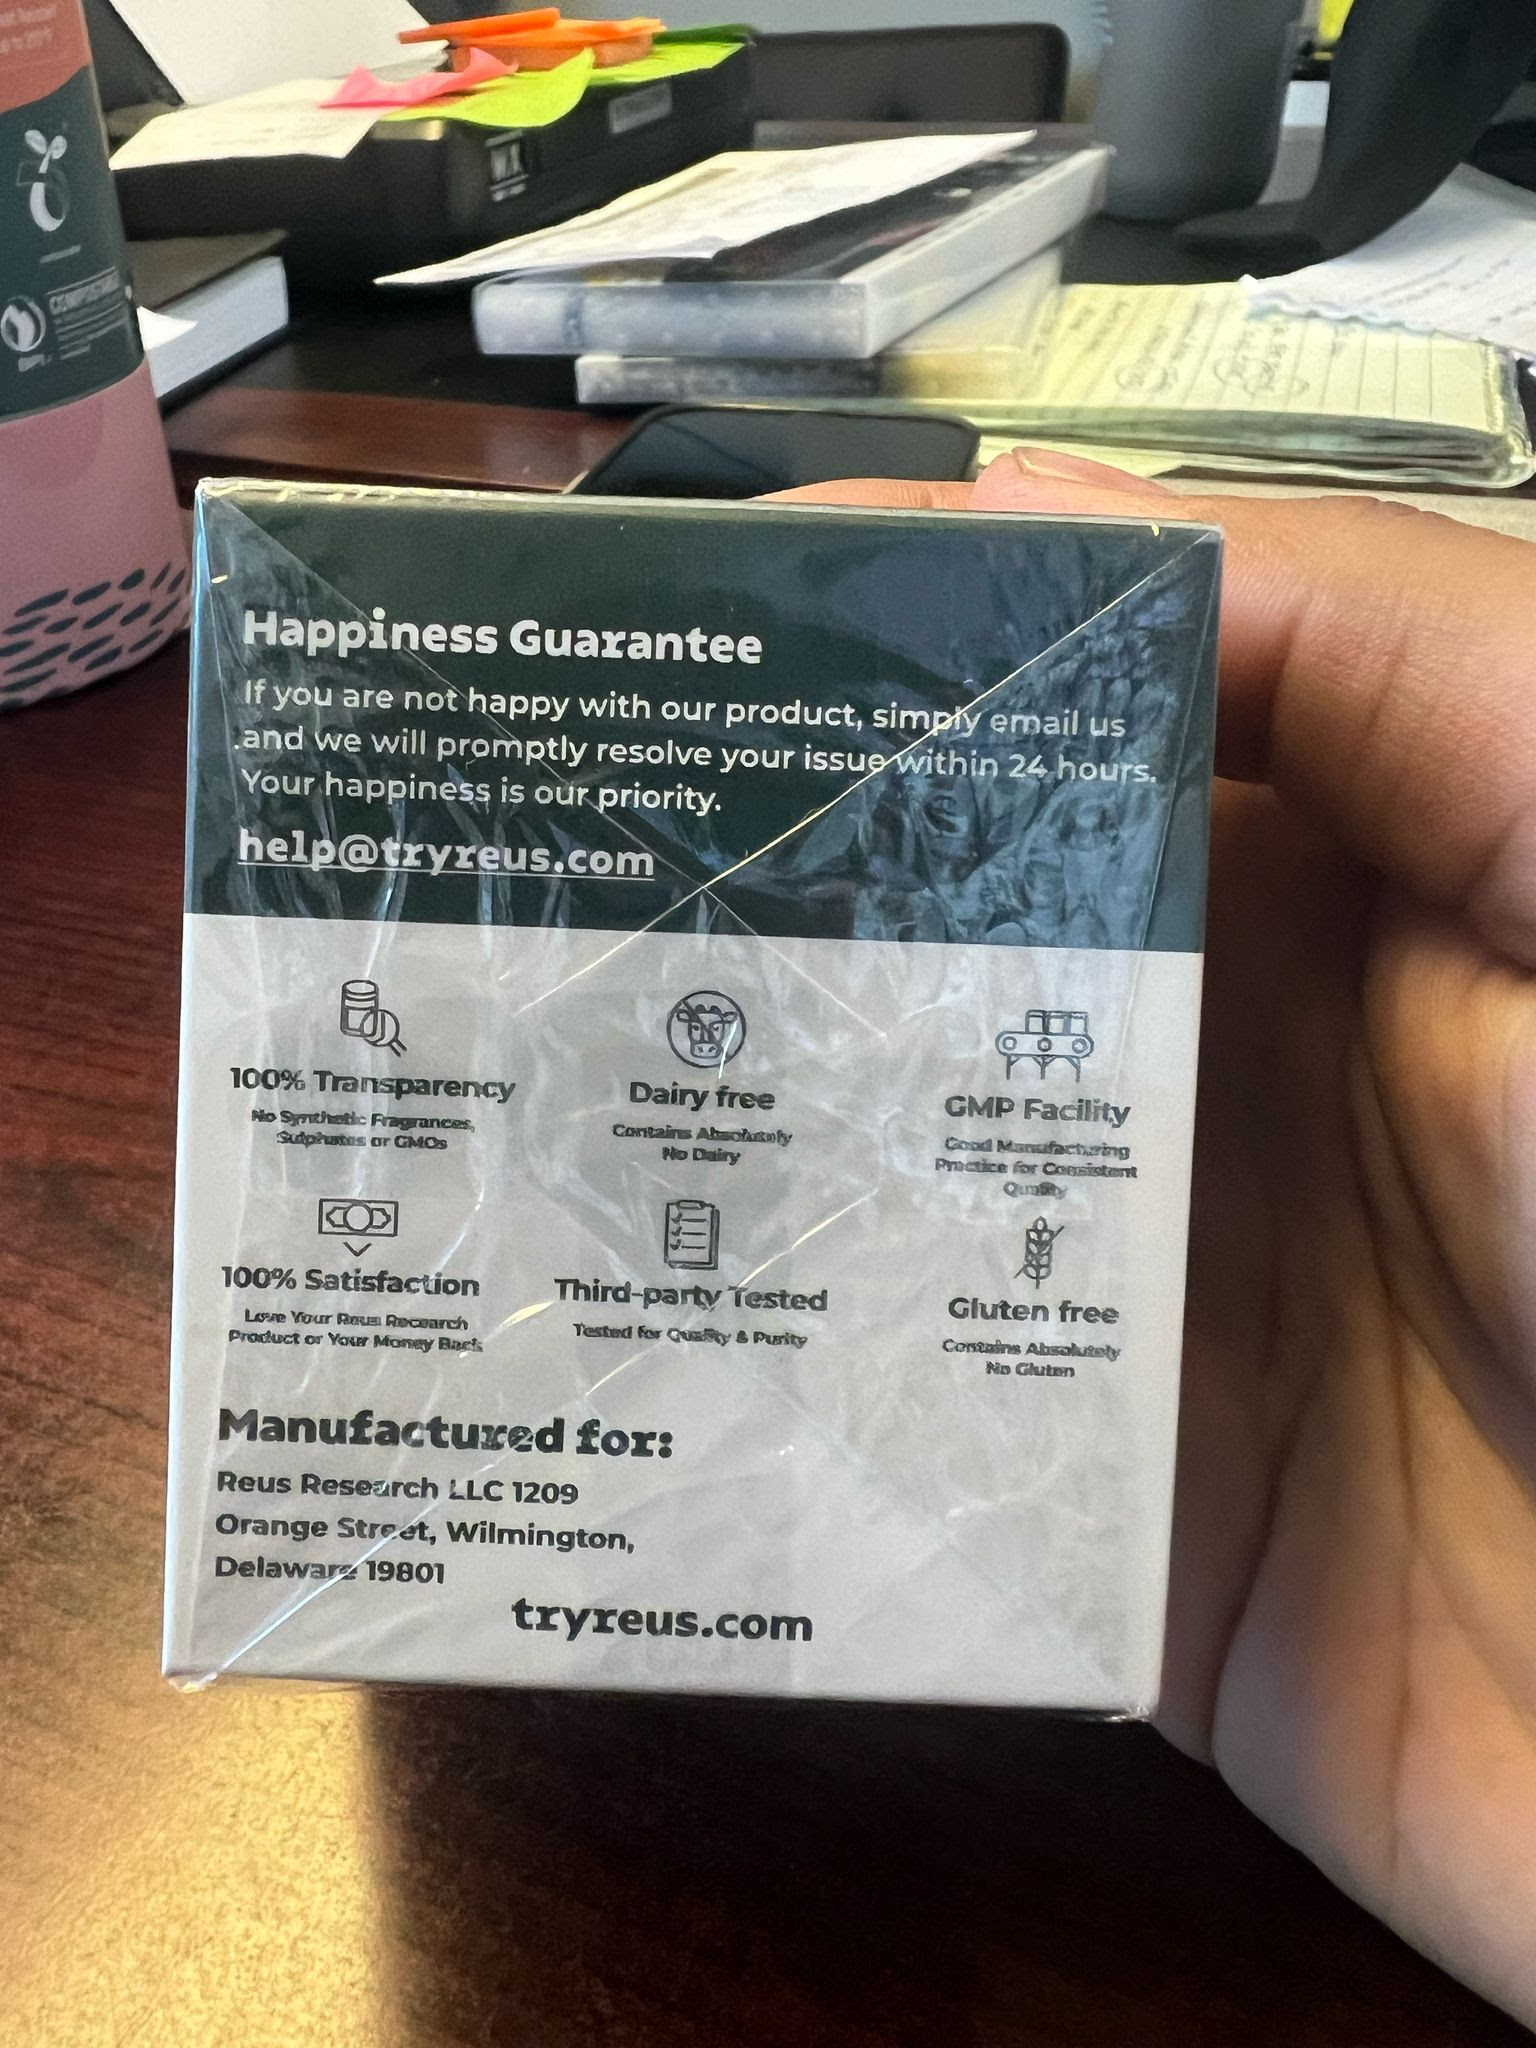 Happiness Guarantee
If you are not happy with our product, simply email us
and we will promptly resolve your issue within 24 hours.
Your happiness is our priority.
help@tryreus.com
100% Transparency
No Synthetic Fragrances,
Sulphates or GMOs
Dairy free
Contains Absolutely
No Dairy
GMP Facility
Good Manufacturing
Practice for Consistent
Quality
100% Satisfaction
Love Your Reus Research
Product or Your Money Back
Third-party Tested
Tested for Quality & Purity
Gluten free
Contains Absolutely
No Gluten
Manufactured for:
Reus Research LLC 1209
Orange Street, Wilmington,
Delaware 19801
tryreus.com